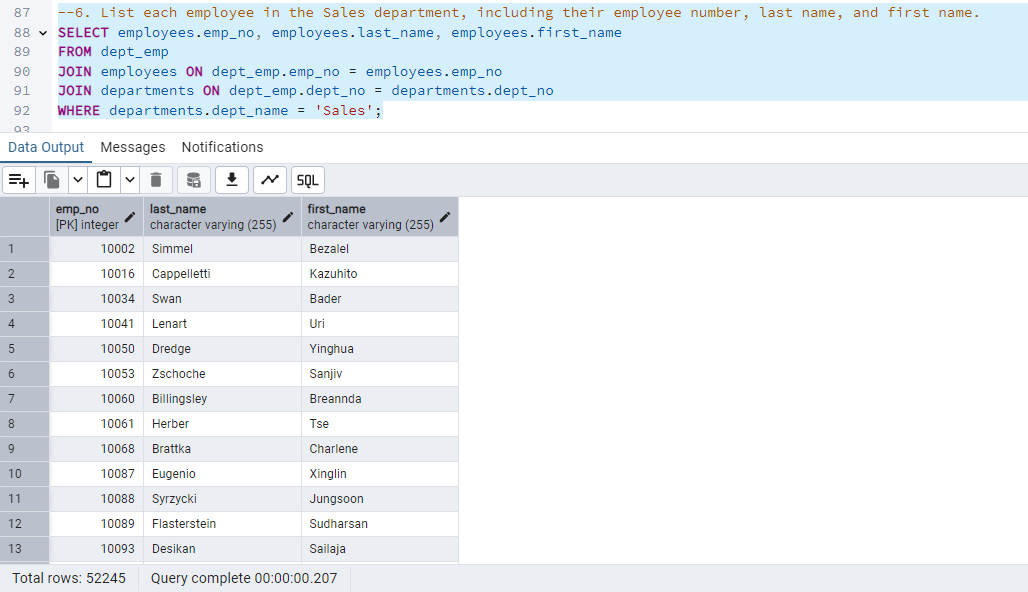 87 --6. List each employee in the Sales department, including their employee number, last name, and first name.
88 SELECT employees.emp_no, employees.last_name, employees.first_name
89 FROM dept_emp
90 JOIN employees ON dept_emp.emp_no = employees.emp_no
91 JOIN departments ON dept_emp.dept_no = departments.dept_no
92 WHERE departments.dept_name = 'Sales';
93
Data Output Messages Notifications
SQL
emp_no last_name first_name
[PK] integer character varying (255) character varying (255)
1 10002 Simmel Bezalel
2 10016 Cappelletti Kazuhito
3 10034 Swan Bader
4 10041 Lenart Uri
5 10050 Dredge Yinghua
6 10053 Zschoche Sanjiv
7 10060 Billingsley Breannda
8 10061 Herber Tse
9 10068 Brattka Charlene
10 10087 Eugenio Xinglin
11 10088 Syrzycki Jungsoon
12 10089 Flasterstein Sudharsan
13 10093 Desikan Sailaja
Total rows: 52245 Query complete 00:00:00.207